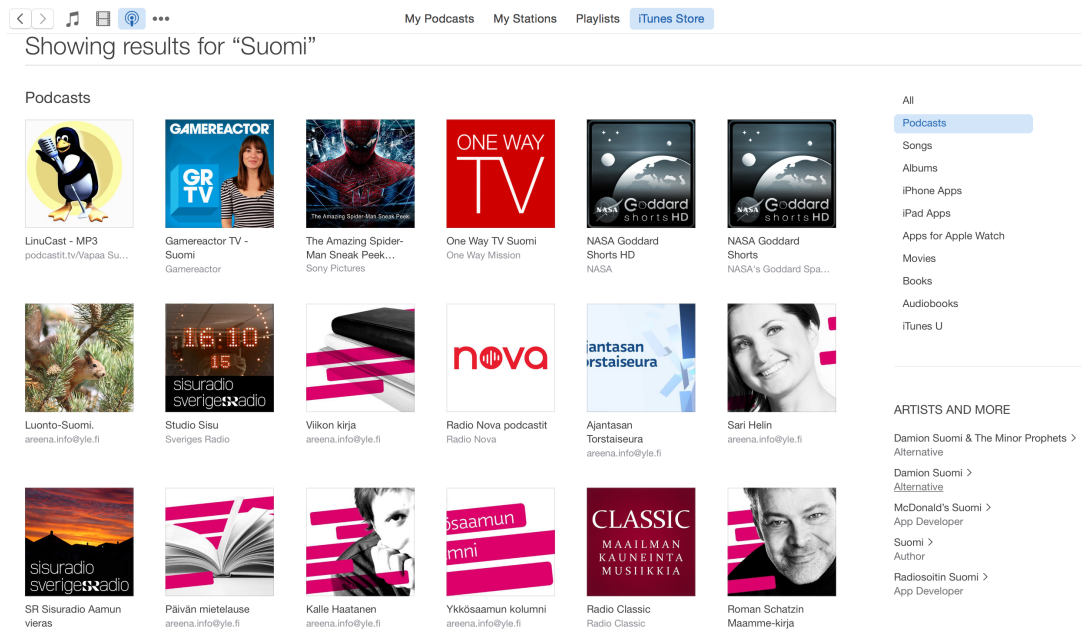 My Podcasts
My Stations
Playlists
iTunes Store
Showing results for “Suomi”
Podcasts
GAMEREACTOR
GR
TV
The Amazing Spider-Man Sneak Peek
ONE WAY
TV
NASA
Goddard
shorts HD
NASA
Goddard
shorts HD
LinuCast - MP3
podcastit.tv/Vapaa Su...
Gamereactor TV -
Suomi
Gamereactor
The Amazing Spider-
Man Sneak Peek...
Sony Pictures
One Way TV Suomi
One Way Mission
NASA Goddard
Shorts HD
NASA
NASA Goddard
Shorts
NASA's Goddard Spa...
16:10
15
sisuradio
sverigesradio
nova
jantasan
orstaiseura
Luonto-Suomi.
areena.info@yle.fi
Studio Sisu
Sveriges Radio
Viikon kirja
areena.info@yle.fi
Radio Nova podcastit
Radio Nova
Ajantasan
Torstaiseura
areena.info@yle.fi
Sari Helin
areena.info@yle.fi
sisuradio
sverigesradio
ösaamun
mni
CLASSIC
MAAILMAN
KAUNEINTA
MUSIIKKIA
SR Sisuradio Aamun
vieras
Päivän mietelause
areena.info@yle.fi
Kalle Haatanen
areena.info@yle.fi
Ykkösaamun kolumni
areena.info@yle.fi
Radio Classic
Radio Classic
Roman Schatzin
Maamme-kirja
All
Podcasts
Songs
Albums
iPhone Apps
iPad Apps
Apps for Apple Watch
Movies
Books
Audiobooks
iTunes U
ARTISTS AND MORE
Damion Suomi & The Minor Prophets >
Alternative
Damion Suomi >
Alternative
McDonald's Suomi >
App Developer
Suomi >
Author
Radiosoitin Suomi >
App Developer